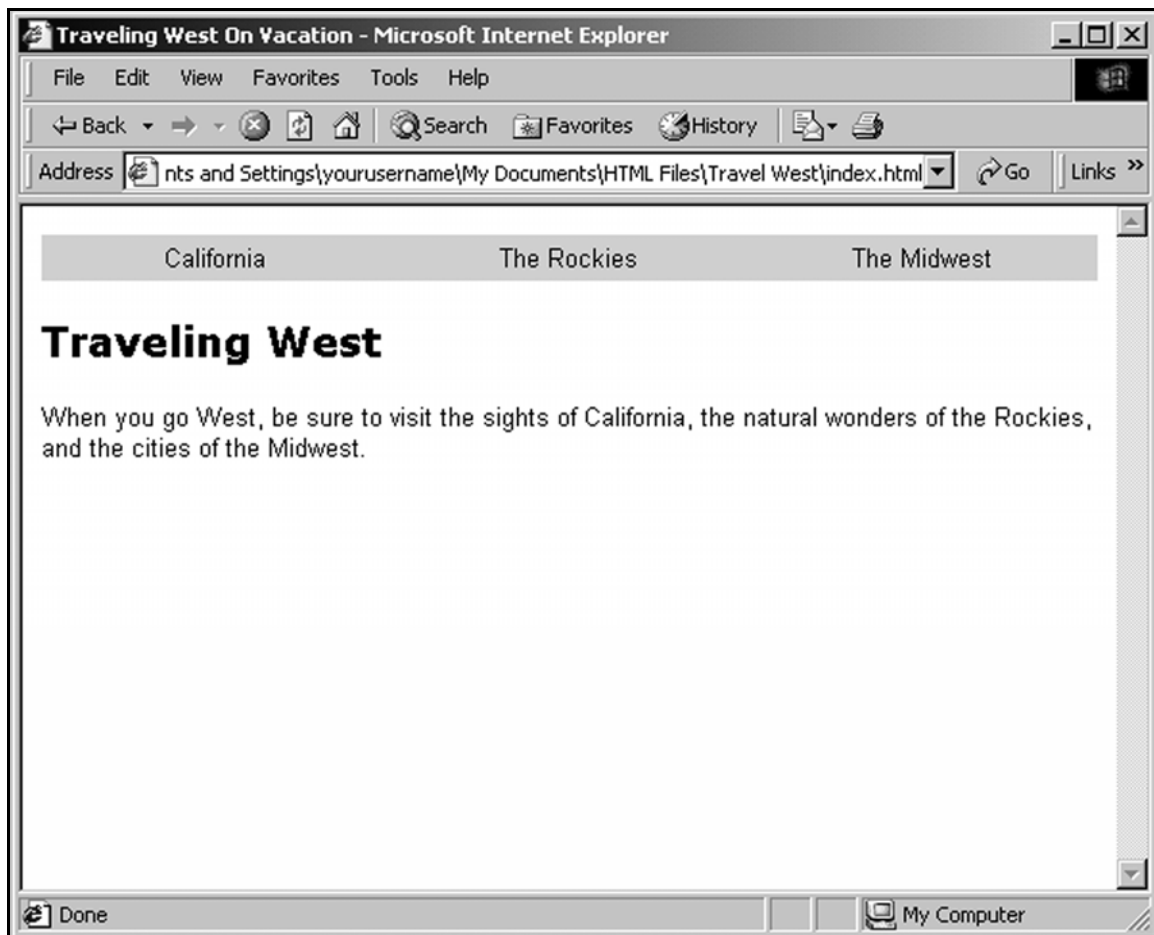 Traveling West On Vacation - Microsoft Internet Explorer
File Edit View Favorites Tools Help
Back Search Favorites History
Address nts and Settings\yourusername\My Documents\HTML Files\Travel West\index.html Go Links »
California The Rockies The Midwest
Traveling West
When you go West, be sure to visit the sights of California, the natural wonders of the Rockies,
and the cities of the Midwest.
Done My Computer